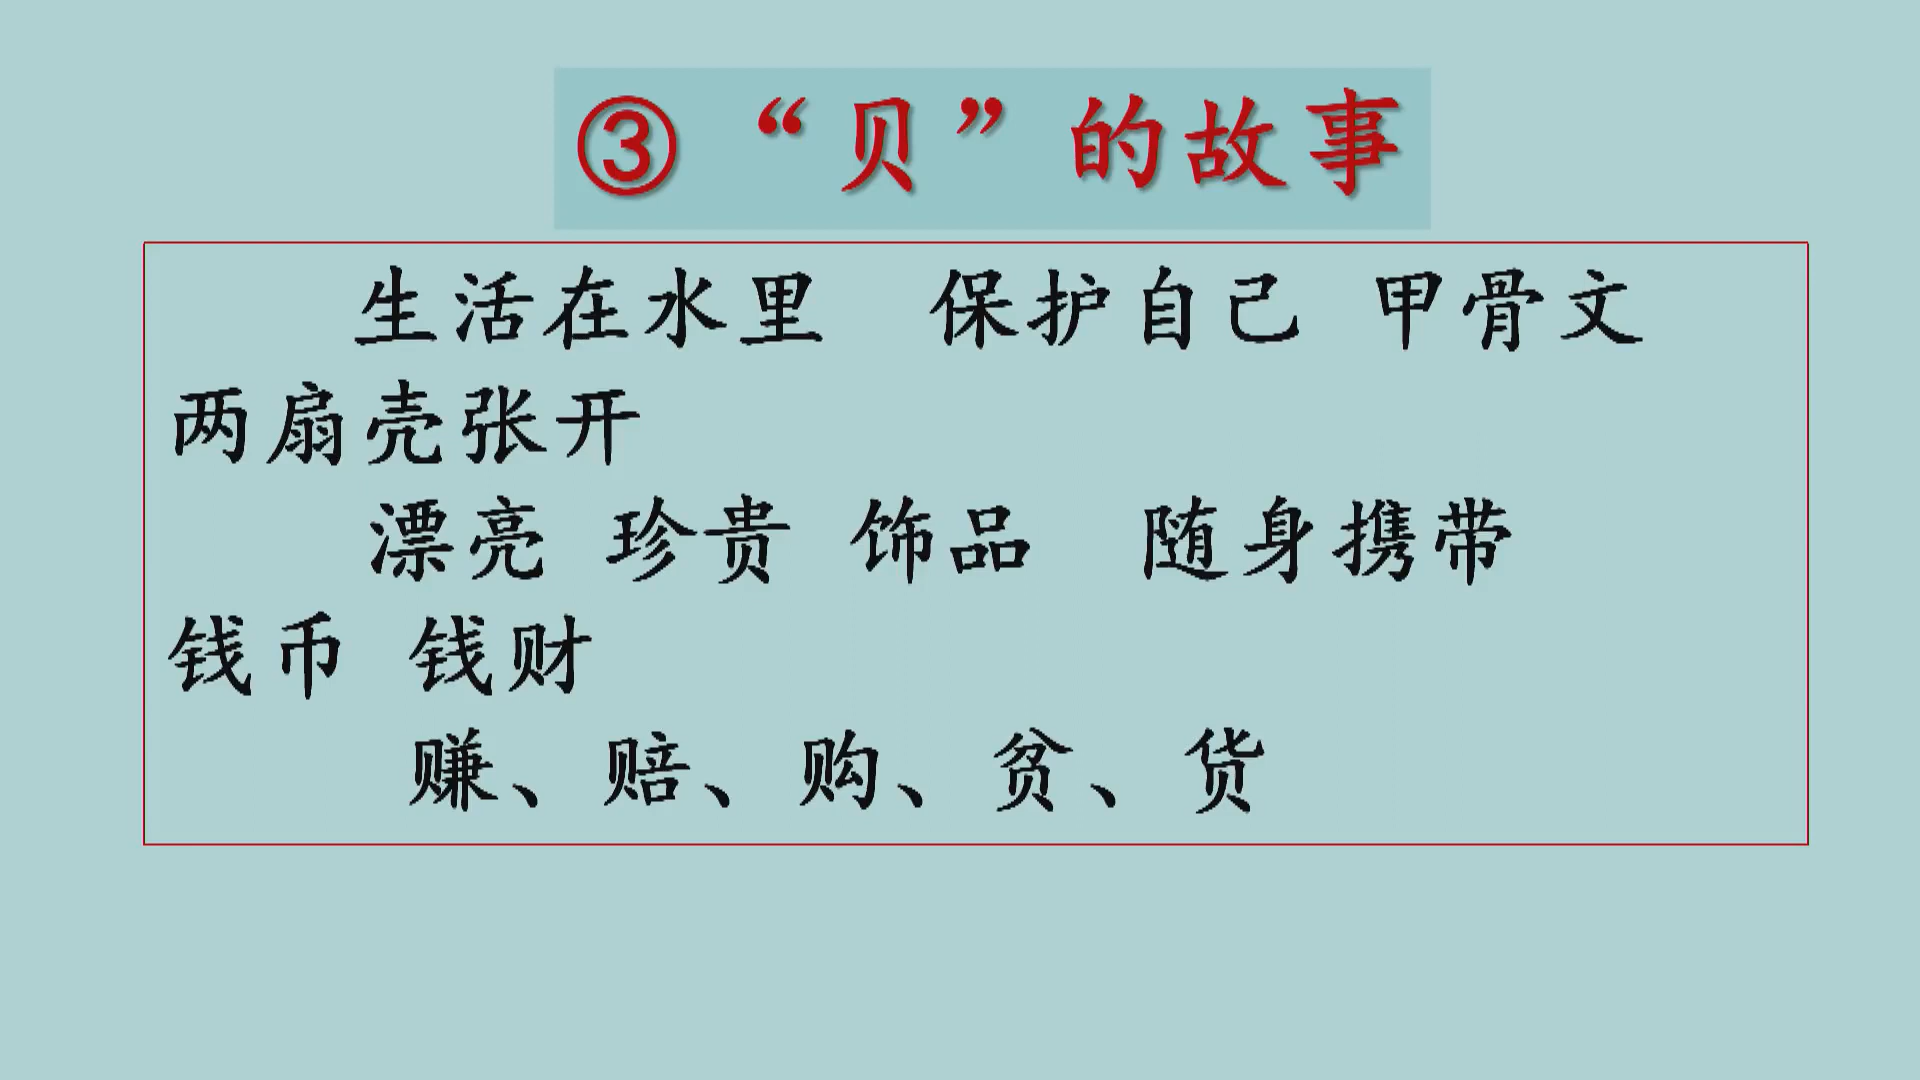 ③“贝”的故事
生活在水里 保护自己 甲骨文
两扇壳张开
漂亮 珍贵 饰品 随身携带
钱币 钱财
赚、赔、购、贫、货